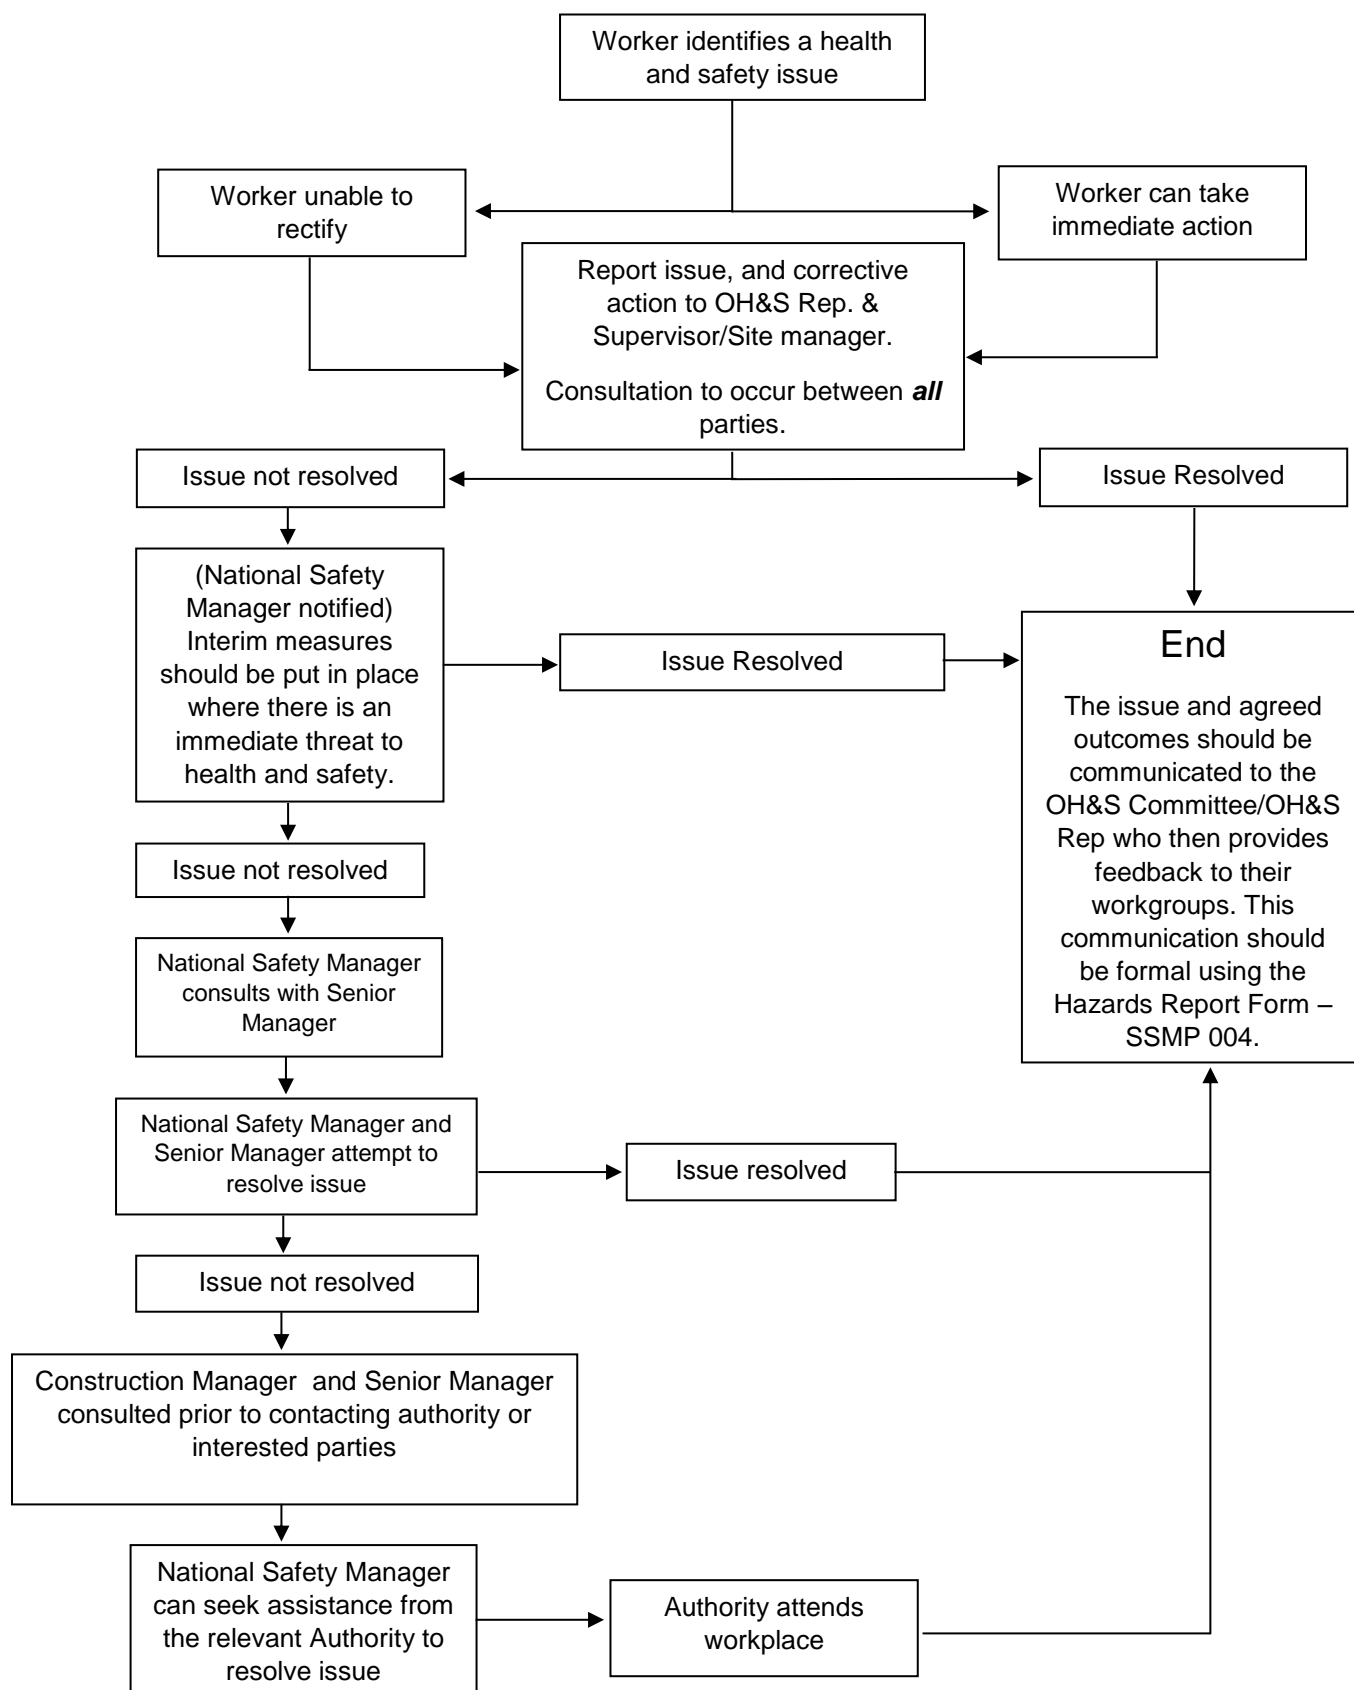 Worker identifies a health
and safety issue
Worker unable to
rectify
Worker can take
immediate action
Report issue, and corrective
action to OH&S Rep. &
Supervisor/Site manager.
Consultation to occur between all
parties.
Issue not resolved
Issue Resolved
(National Safety
Manager notified)
Interim measures
should be put in place
where there is an
immediate threat to
health and safety.
Issue Resolved
End
The issue and agreed
outcomes should be
communicated to the
OH&S Committee/OH&S
Rep who then provides
feedback to their
workgroups. This
communication should
be formal using the
Hazards Report Form –
SSMP 004.
Issue not resolved
National Safety Manager
consults with Senior
Manager
National Safety Manager and
Senior Manager attempt to
resolve issue
Issue resolved
Issue not resolved
Construction Manager  and Senior Manager
consulted prior to contacting authority or
interested parties
National Safety Manager
can seek assistance from
the relevant Authority to
resolve issue
Authority attends
workplace